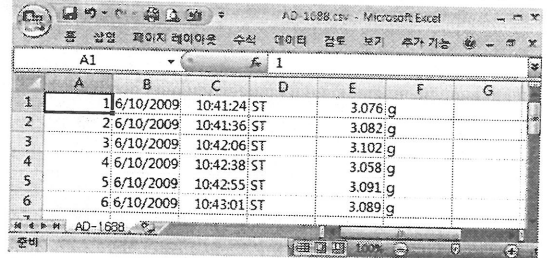 AD-1688.csv - Microsoft Excel
홈 삽입 페이지 레이아웃 수식 데이터 검토 보기 추가 기능
A1 fx 1
A B C D E F G
1 1 6/10/2009 10:41:24 ST 3.076 g
2 2 6/10/2009 10:41:36 ST 3.082 g
3 3 6/10/2009 10:42:06 ST 3.102 g
4 4 6/10/2009 10:42:38 ST 3.058 g
5 5 6/10/2009 10:42:55 ST 3.091 g
6 6 6/10/2009 10:43:01 ST 3.089 g
AD-1688
준비 100%